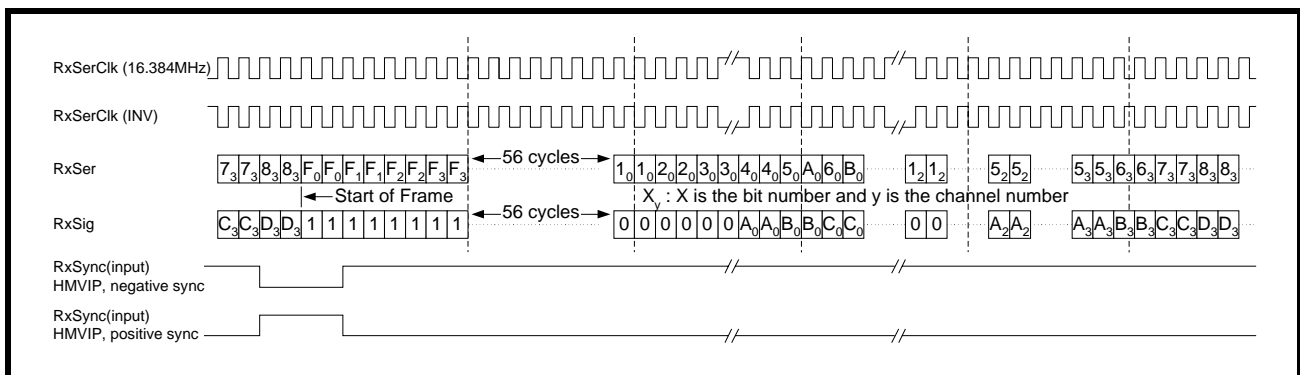 RxSerClk (16.384MHz)
RxSerClk (INV)
RxSer 7₃ 7₃ 8₃ 8₃ F₀ F₀ F₁ F₁ F₂ F₂ F₃ F₃ 56 cycles 1₀ 1₀ 2₀ 2₀ 3₀ 3₀ 4₀ 4₀ 5₀ A₀ 6₀ B₀ 1₂ 1₂ 5₂ 5₂ 5₃ 5₃ 6₃ 6₃ 7₃ 7₃ 8₃ 8₃
Start of Frame Xᵧ : X is the bit number and y is the channel number
RxSig C₃ C₃ D₃ D₃ 1 1 1 1 1 1 1 1 56 cycles 0 0 0 0 0 0 A₀ A₀ B₀ B₀ C₀ C₀ 0 0 A₂ A₂ A₃ A₃ B₃ B₃ C₃ C₃ D₃ D₃
RxSync(input)
HMVIP, negative sync
RxSync(input)
HMVIP, positive sync